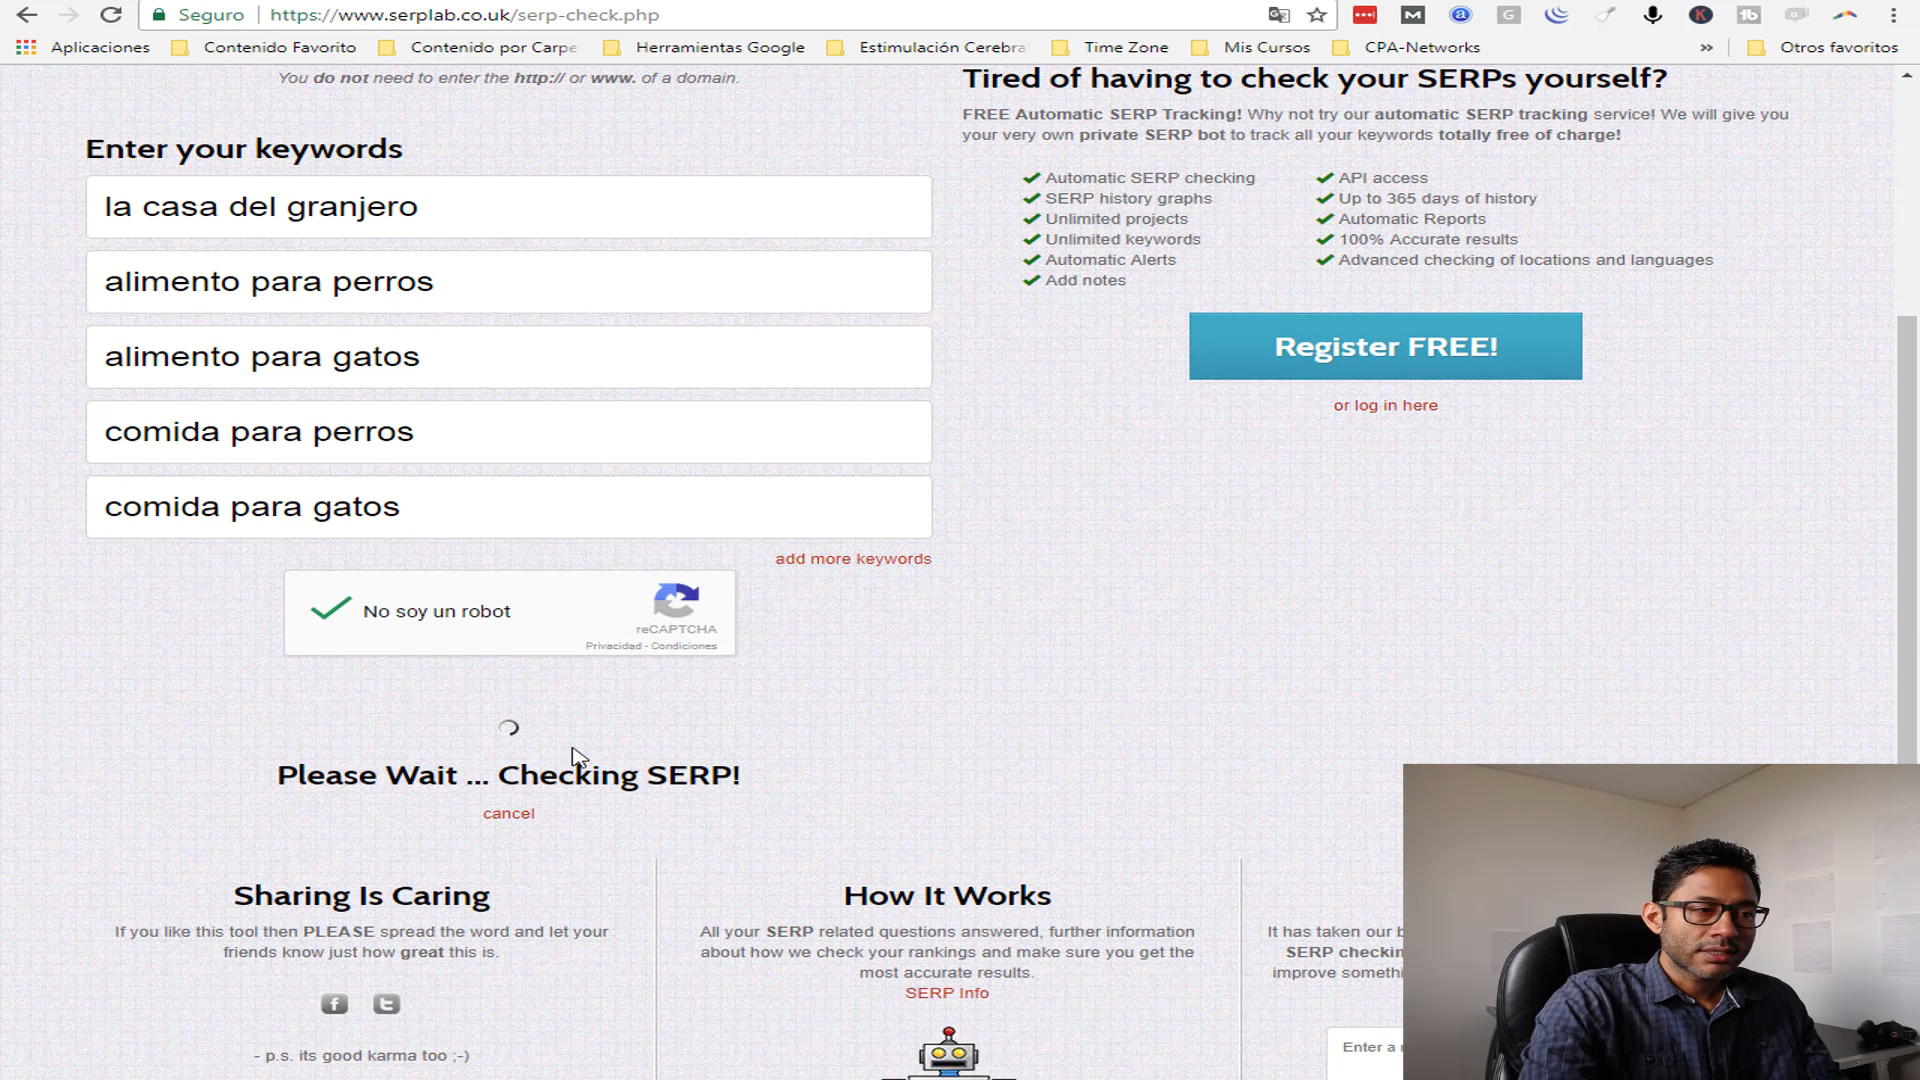 Seguro https://www.serplab.co.uk/serp-check.php
Aplicaciones Contenido Favorito Contenido por Carpe Herramientas Google Estimulación Cerebral Time Zone Mis Cursos CPA-Networks » Otros favoritos
You do not need to enter the http:// or www. of a domain.
Enter your keywords
la casa del granjero
alimento para perros
alimento para gatos
comida para perros
comida para gatos
add more keywords
No soy un robot
reCAPTCHA
Privacidad - Condiciones
Please Wait ... Checking SERP!
cancel
Tired of having to check your SERPs yourself?
FREE Automatic SERP Tracking! Why not try our automatic SERP tracking service! We will give you
your very own private SERP bot to track all your keywords totally free of charge!
Automatic SERP checking
SERP history graphs
Unlimited projects
Unlimited keywords
Automatic Alerts
Add notes
API access
Up to 365 days of history
Automatic Reports
100% Accurate results
Advanced checking of locations and languages
Register FREE!
or log in here
Sharing Is Caring
If you like this tool then PLEASE spread the word and let your
friends know just how great this is.
- p.s. its good karma too ;-)
How It Works
All your SERP related questions answered, further information
about how we check your rankings and make sure you get the
most accurate results.
SERP Info
It has taken our b
SERP checkin
improve somethi
Enter a r